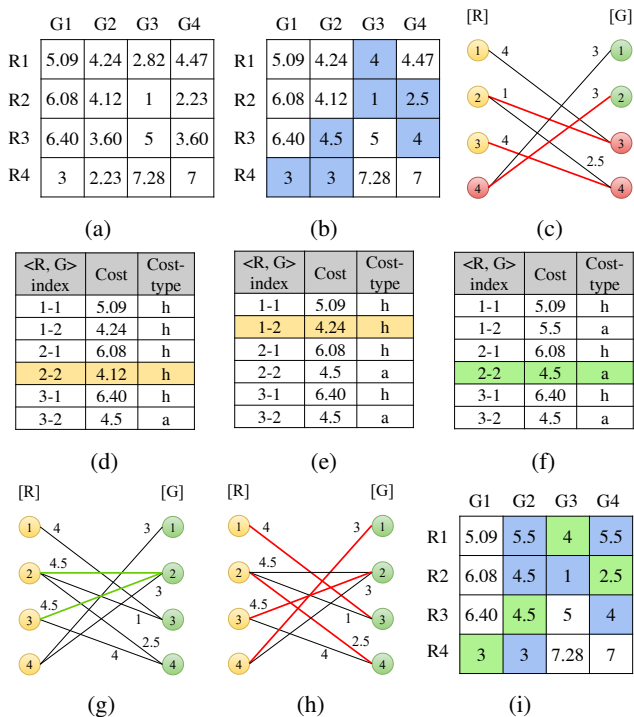 G1 G2 G3 G4
R1 5.09 4.24 2.82 4.47
R2 6.08 4.12 1 2.23
R3 6.40 3.60 5 3.60
R4 3 2.23 7.28 7
(a)
G1 G2 G3 G4
R1 5.09 4.24 4 4.47
R2 6.08 4.12 1 2.5
R3 6.40 4.5 5 4
R4 3 3 7.28 7
(b)
[R] [G]
1 4 3 1
2 1 3 2
3 4 2.5 3
4 4
(c)
<R, G> index Cost Cost-type
1-1 5.09 h
1-2 4.24 h
2-1 6.08 h
2-2 4.12 h
3-1 6.40 h
3-2 4.5 a
(d)
<R, G> index Cost Cost-type
1-1 5.09 h
1-2 4.24 h
2-1 6.08 h
2-2 4.5 a
3-1 6.40 h
3-2 4.5 a
(e)
<R, G> index Cost Cost-type
1-1 5.09 h
1-2 5.5 a
2-1 6.08 h
2-2 4.5 a
3-1 6.40 h
3-2 4.5 a
(f)
[R] [G]
1 4 3 1
2 4.5 2
3 4.5 3 1 3
4 4 2.5 4
(g)
[R] [G]
1 4 3 1
2 4.5 2
3 4.5 3 1 3
4 4 2.5 4
(h)
G1 G2 G3 G4
R1 5.09 5.5 4 5.5
R2 6.08 4.5 1 2.5
R3 6.40 4.5 5 4
R4 3 3 7.28 7
(i)